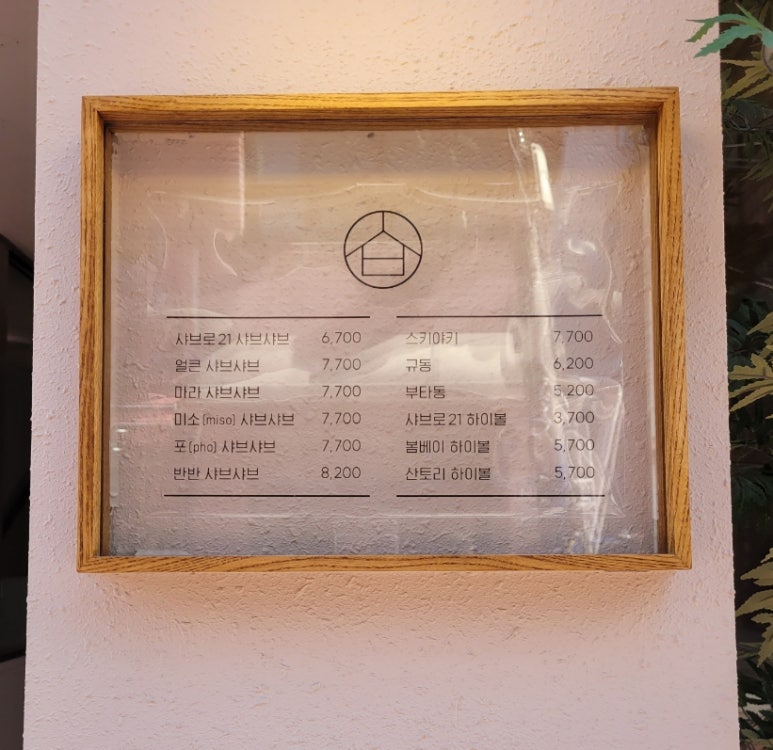 샤브로21 샤브샤브 6,700
얼큰 샤브샤브 7,700
마라 샤브샤브 7,700
미소(miso) 샤브샤브 7,700
포(pho) 샤브샤브 7,700
반반 샤브샤브 8,200
스키야키 7,700
규동 6,200
부타동 5,200
샤브로21 하이볼 3,700
봄베이 하이볼 5,700
산토리 하이볼 5,700